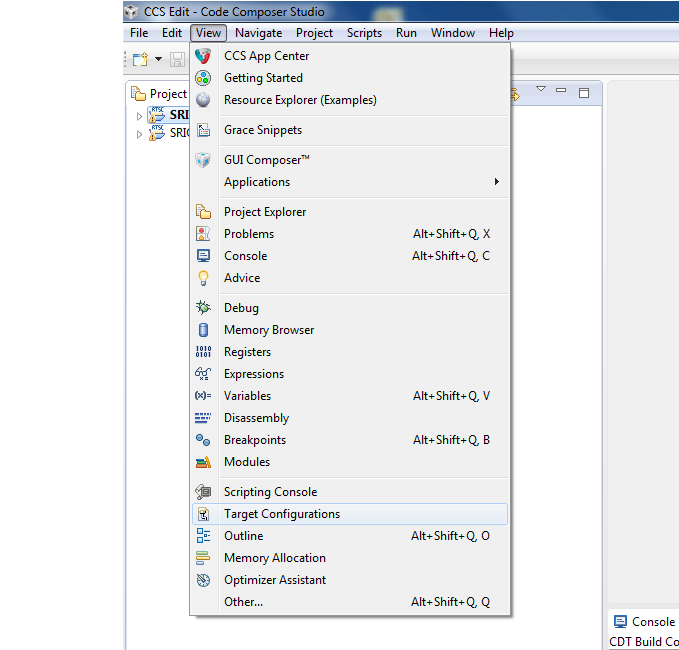 CCS Edit - Code Composer Studio
File Edit View Navigate Project Scripts Run Window Help
CCS App Center
Getting Started
Project
Resource Explorer (Examples)
SRI
Grace Snippets
SRI
GUI Composer™
Applications
Project Explorer
Problems Alt+Shift+Q, X
Console Alt+Shift+Q, C
Advice
Debug
Memory Browser
Registers
Expressions
Variables Alt+Shift+Q, V
Disassembly
Breakpoints Alt+Shift+Q, B
Modules
Scripting Console
Target Configurations
Outline Alt+Shift+Q, O
Memory Allocation
Optimizer Assistant
Other... Alt+Shift+Q, Q
Console
CDT Build Co